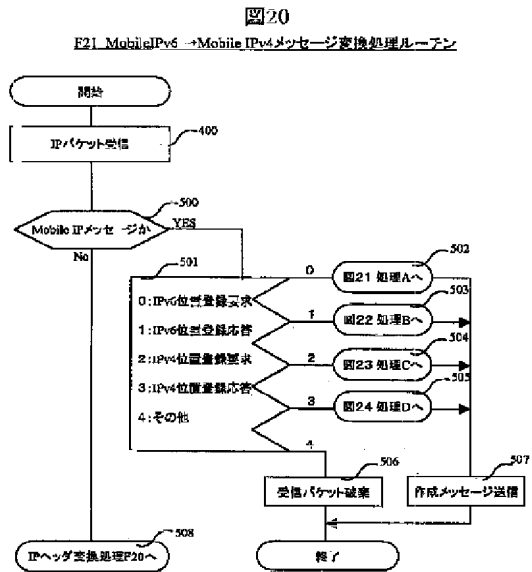 図20
F21 MobileIPv6 →Mobile IPv4メッセージ変換処理ルーチン
開始
IPパケット受信
400
500
Mobile IPメッセージか
YES
No
501
0:IPv6位置登録要求
1:IPv6位置登録応答
2:IPv4位置登録要求
3:IPv4位置登録応答
4:その他
0
図21 処理Aへ
502
1
図22 処理Bへ
503
2
図23 処理Cへ
504
3
図24 処理Dへ
505
4
506
受信パケット破棄
507
作成メッセージ送信
508
IPヘッダ変換処理F20へ
終了